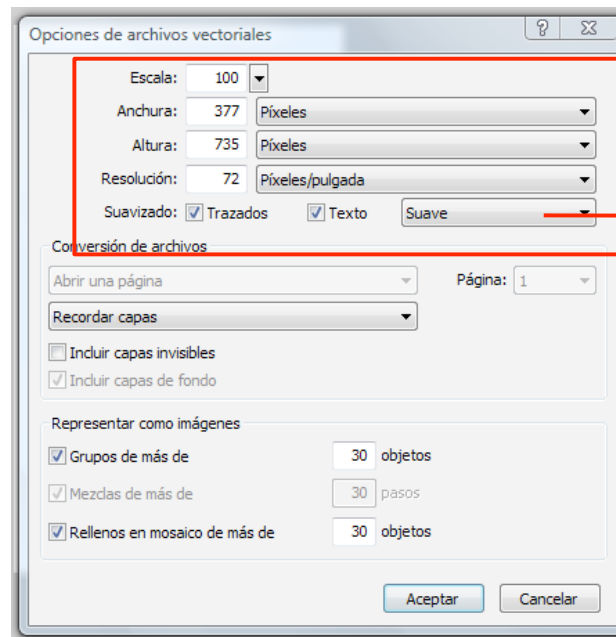 Opciones de archivos vectoriales
Escala: 100
Anchura: 377 Píxeles
Altura: 735 Píxeles
Resolución: 72 Píxeles/pulgada
Suavizado: Trazados Texto Suave
Conversión de archivos
Abrir una página Página: 1
Recordar capas
Incluir capas invisibles
Incluir capas de fondo
Representar como imágenes
Grupos de más de 30 objetos
Mezclas de más de 30 pasos
Rellenos en mosaico de más de 30 objetos
Aceptar Cancelar